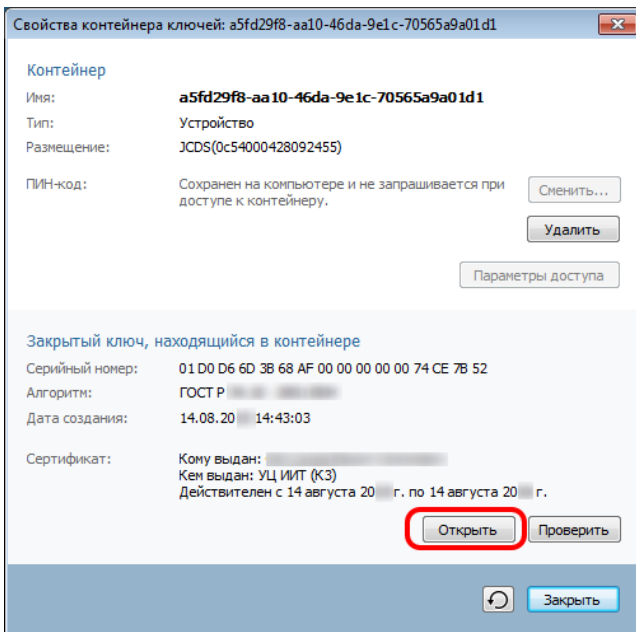 Свойства контейнера ключей: a5fd29f8-aa10-46da-9e1c-70565a9a01d1
Контейнер
Имя: a5fd29f8-aa10-46da-9e1c-70565a9a01d1
Тип: Устройство
Размещение: JCDS(0c54000428092455)
ПИН-код: Сохранен на компьютере и не запрашивается при
доступе к контейнеру.
Сменить...
Удалить
Параметры доступа
Закрытый ключ, находящийся в контейнере
Серийный номер: 01 D0 D6 6D 3B 68 AF 00 00 00 00 00 74 CE 7B 52
Алгоритм: ГОСТ Р
Дата создания: 14.08.20 14:43:03
Сертификат: Кому выдан:
Кем выдан: УЦ ИИТ (К3)
Действителен с 14 августа 20 г. по 14 августа 20 г.
Открыть Проверить
Закрыть